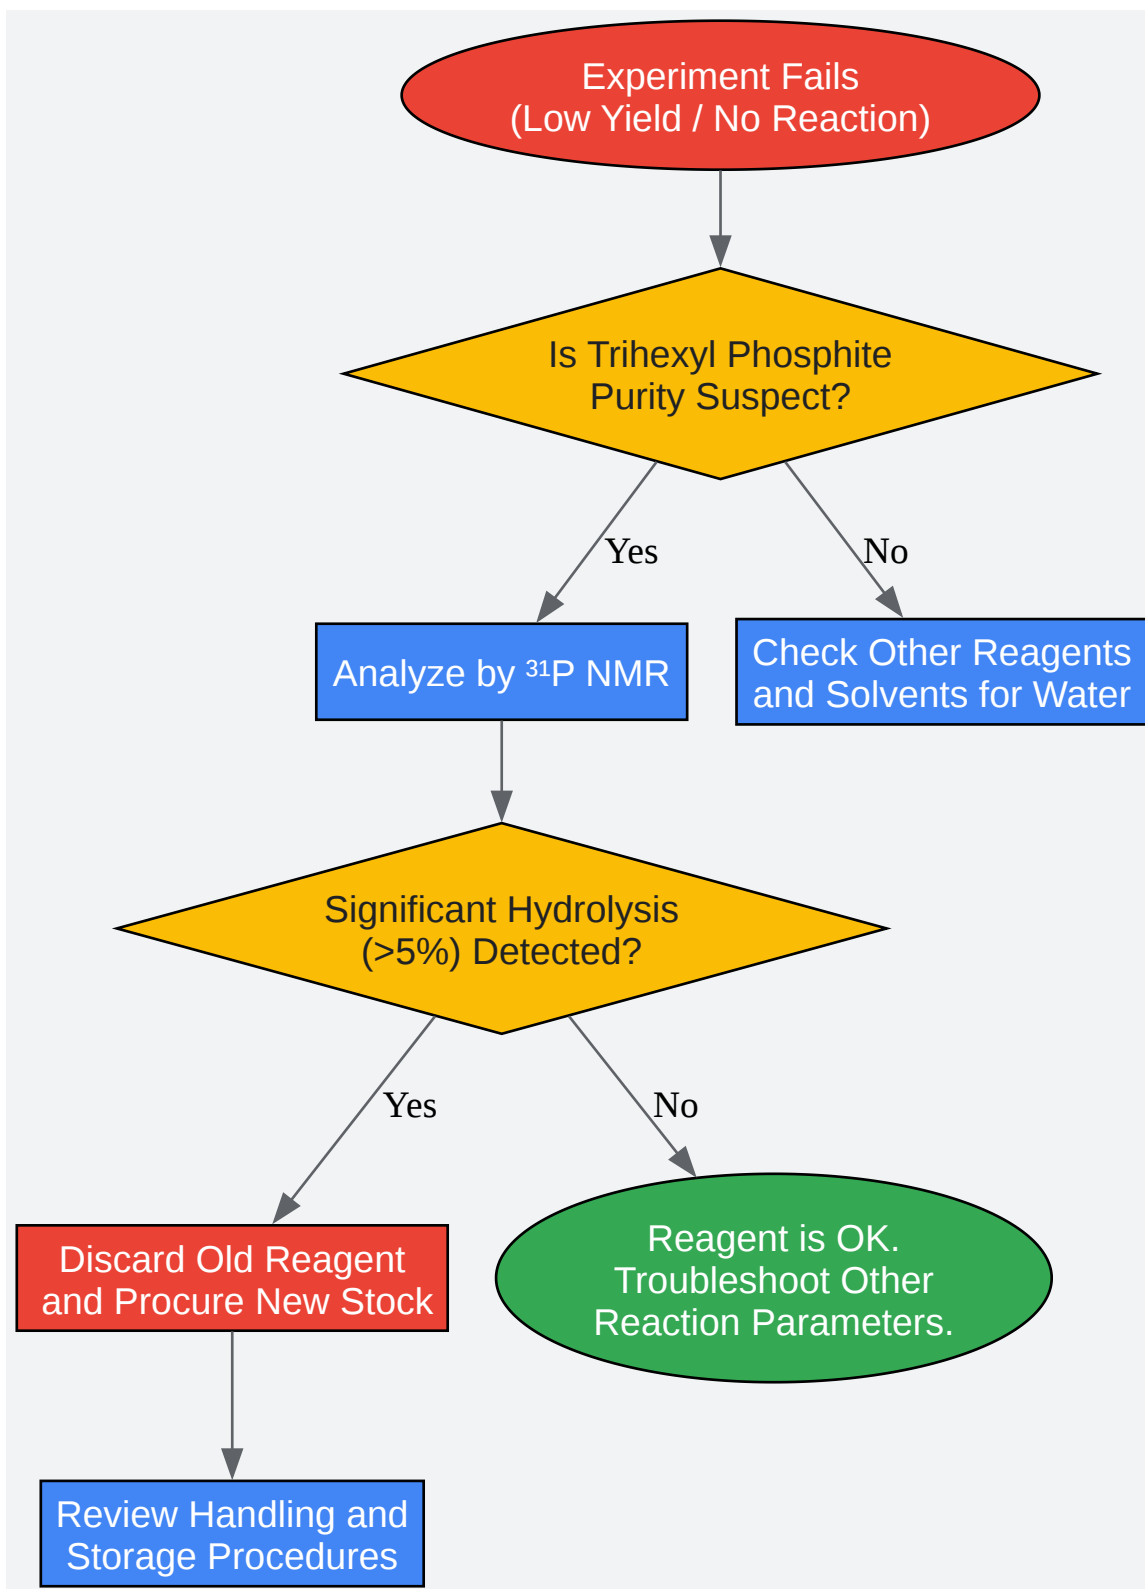 Experiment Fails
(Low Yield / No Reaction)
Is Trihexyl Phosphite
Purity Suspect?
Yes
No
Analyze by ³¹P NMR
Check Other Reagents
and Solvents for Water
Significant Hydrolysis
(>5%) Detected?
Yes
No
Discard Old Reagent
and Procure New Stock
Reagent is OK.
Troubleshoot Other
Reaction Parameters.
Review Handling and
Storage Procedures